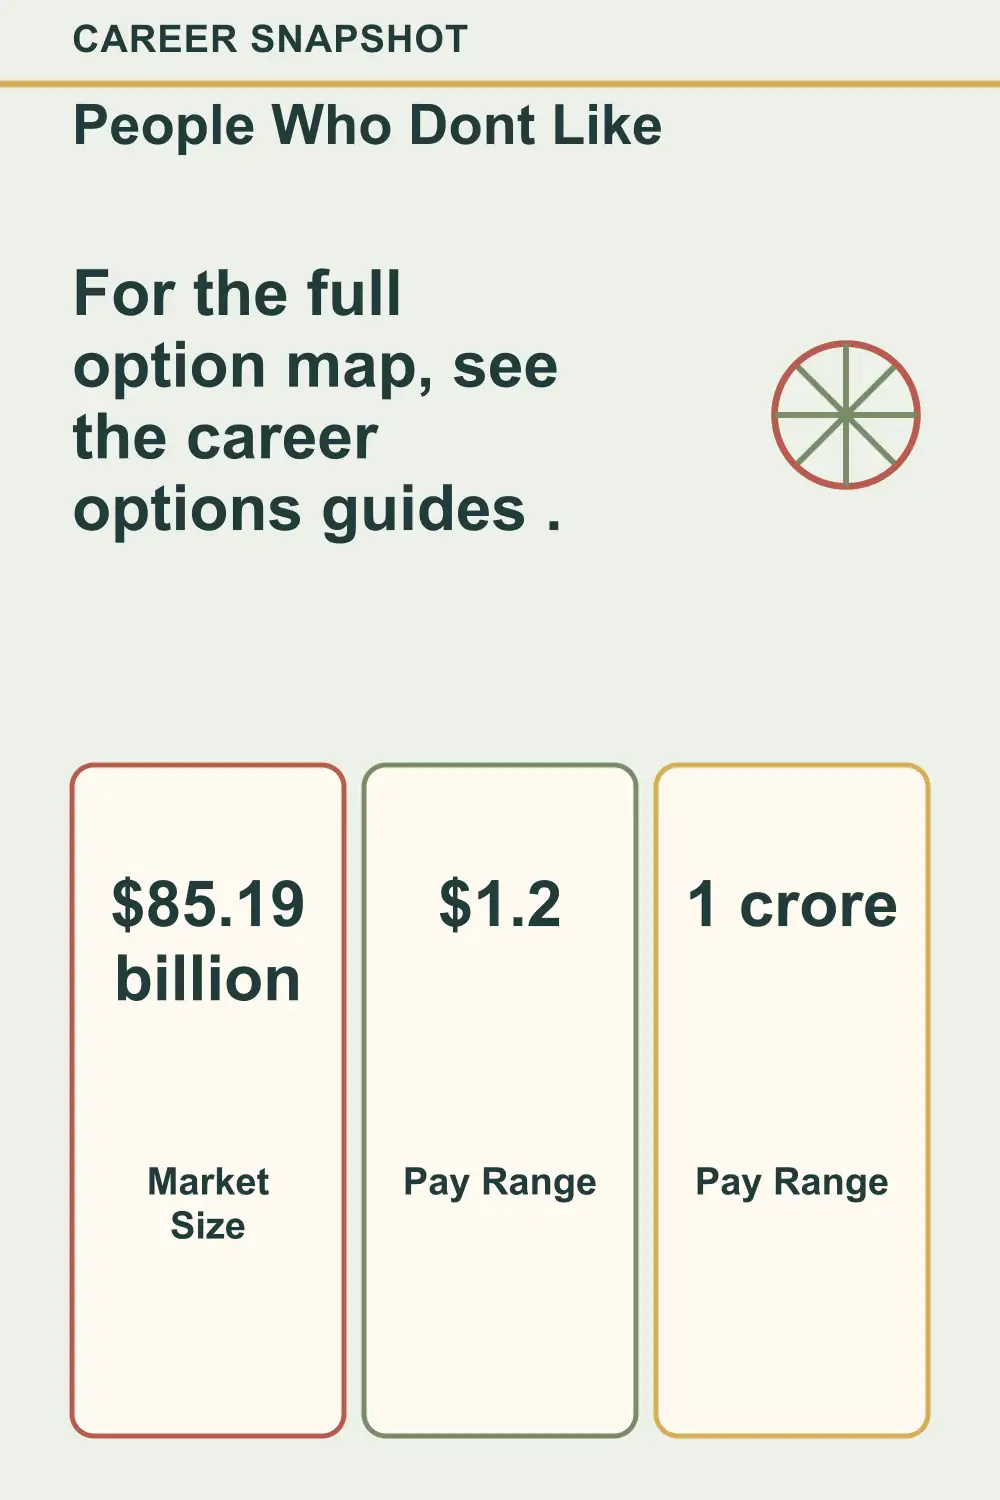 CAREER SNAPSHOT
People Who Dont Like
For the full
option map, see
the career
options guides .
$85.19
billion
Market
Size
$1.2
Pay Range
1 crore
Pay Range